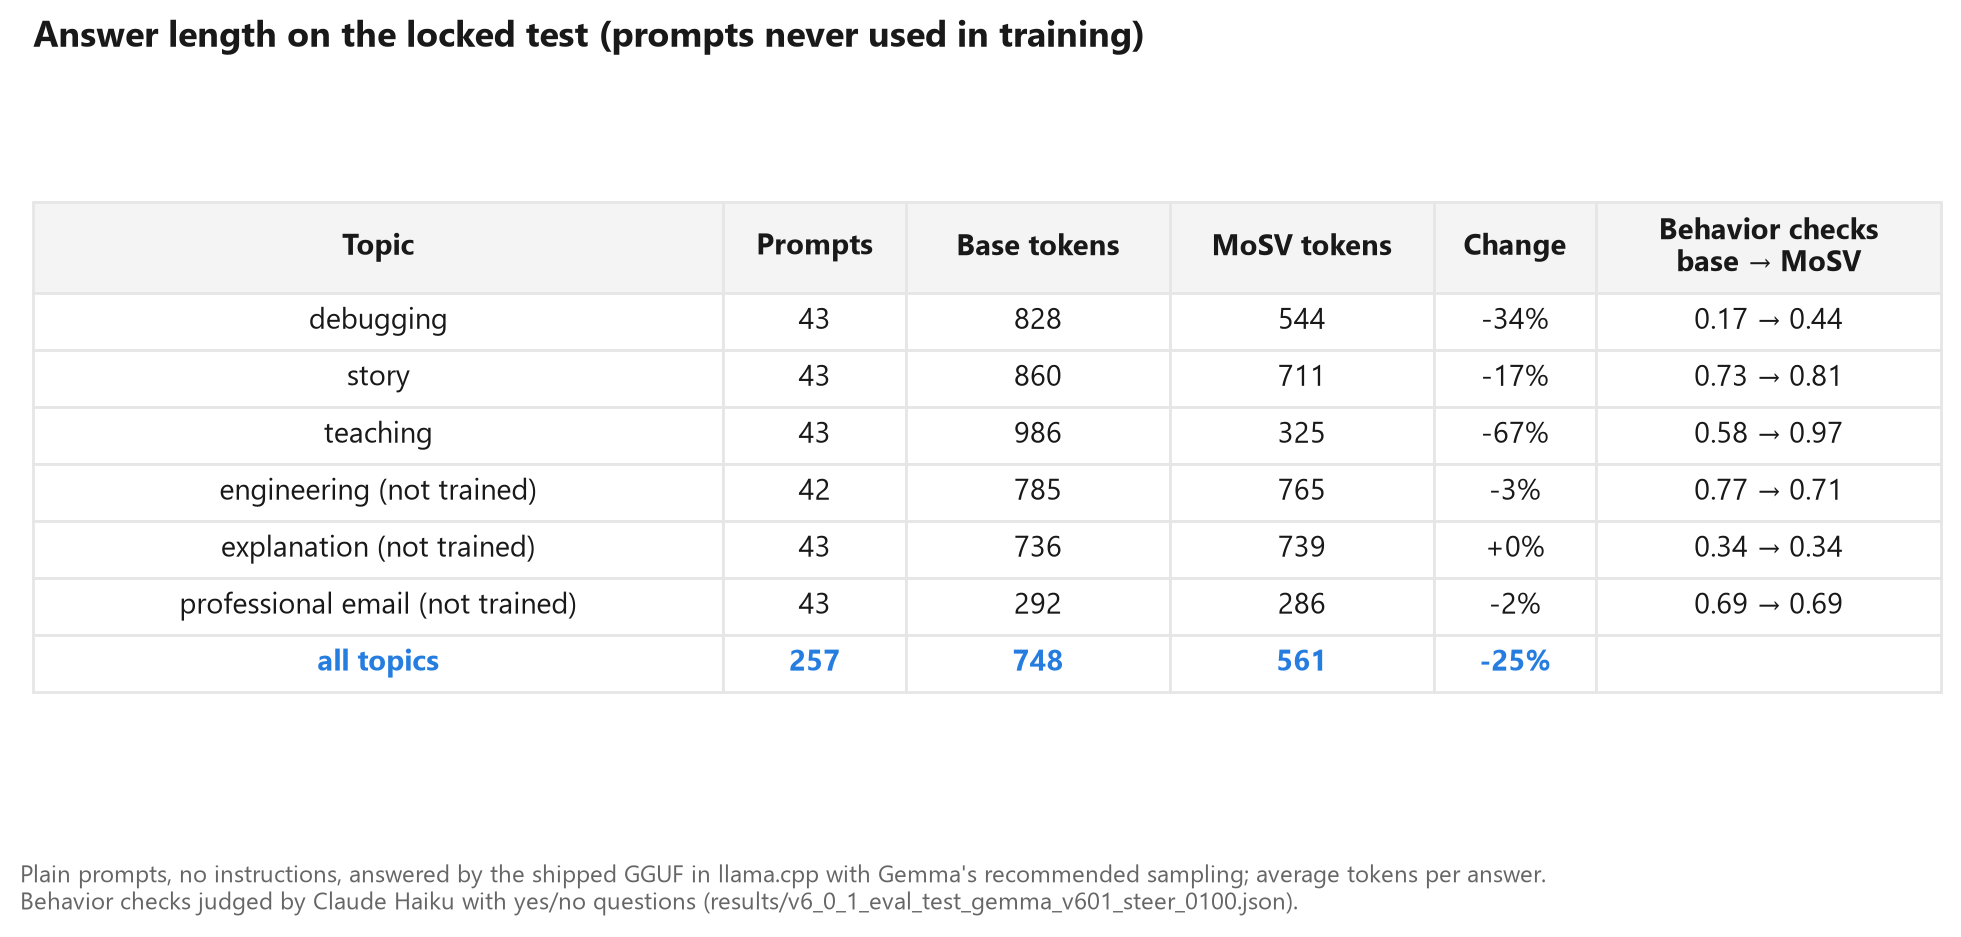 Answer length on the locked test (prompts never used in training)
Topic Prompts Base tokens MoSV tokens Change Behavior checks base → MoSV
debugging 43 828 544 -34% 0.17 → 0.44
story 43 860 711 -17% 0.73 → 0.81
teaching 43 986 325 -67% 0.58 → 0.97
engineering (not trained) 42 785 765 -3% 0.77 → 0.71
explanation (not trained) 43 736 739 +0% 0.34 → 0.34
professional email (not trained) 43 292 286 -2% 0.69 → 0.69
all topics 257 748 561 -25%
Plain prompts, no instructions, answered by the shipped GGUF in llama.cpp with Gemma's recommended sampling; average tokens per answer.
Behavior checks judged by Claude Haiku with yes/no questions (results/v6_0_1_eval_test_gemma_v601_steer_0100.json).